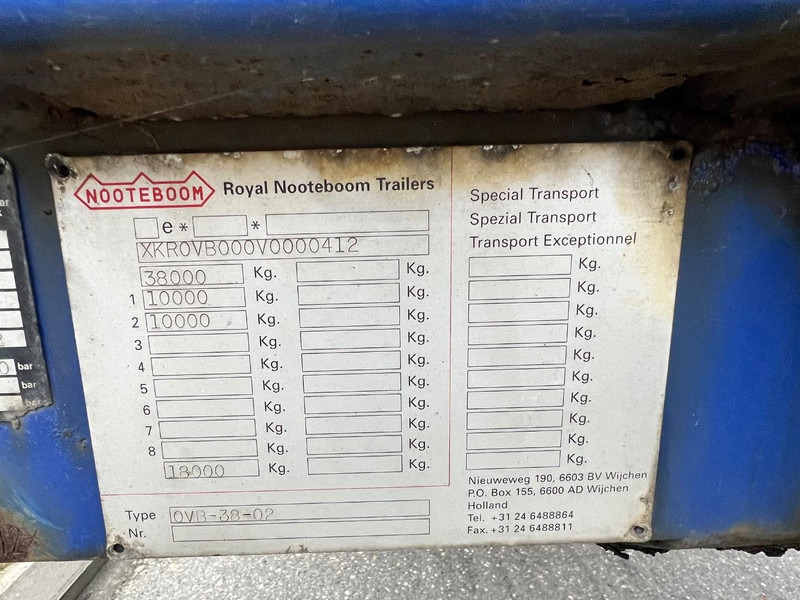 NOOTEBOOM Royal Nooteboom Trailers
e* *
XKR0VB000V0000412
38000 Kg. Kg.
1 10000 Kg. Kg.
2 10000 Kg. Kg.
3 Kg. Kg.
4 Kg. Kg.
5 Kg. Kg.
6 Kg. Kg.
7 Kg. Kg.
8 Kg. Kg.
18000 Kg. Kg.
Type OVB-38-02
Nr.
Special Transport
Spezial Transport
Transport Exceptionnel
Kg.
Kg.
Kg.
Kg.
Kg.
Kg.
Kg.
Kg.
Kg.
Kg.
Nieuweweg 190, 6603 BV Wijchen
P.O. Box 155, 6600 AD Wijchen
Holland
Tel. +31 24 6488864
Fax. +31 24 6488811
bar
bar
bar